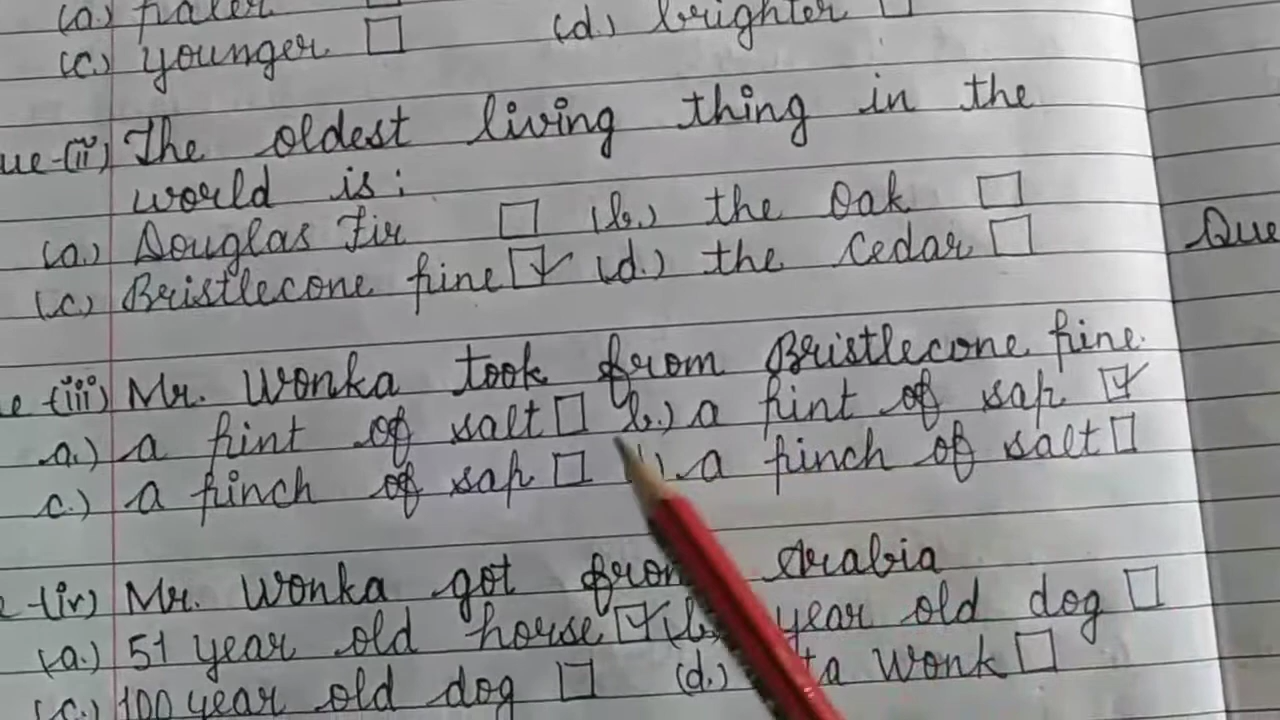 (a.) paler □ (d.) brighter □
(c.) younger □
ue-(ii) The oldest living thing in the
world is:
(a.) Douglas Fir □ (b.) the Oak □
(c.) Bristlecone pine ☑ (d.) the Cedar □
Que
e-(iii) Mr. Wonka took from Bristlecone pine.
a.) a pint of salt □ b.) a pint of sap ☑
c.) a pinch of sap □ ).a pinch of salt □
-(iv) Mr. Wonka got from Arabia
(a.) 51 year old horse ☑ (b. year old dog □
(c.) 100 year old dog □ (d.) ta Wonk □